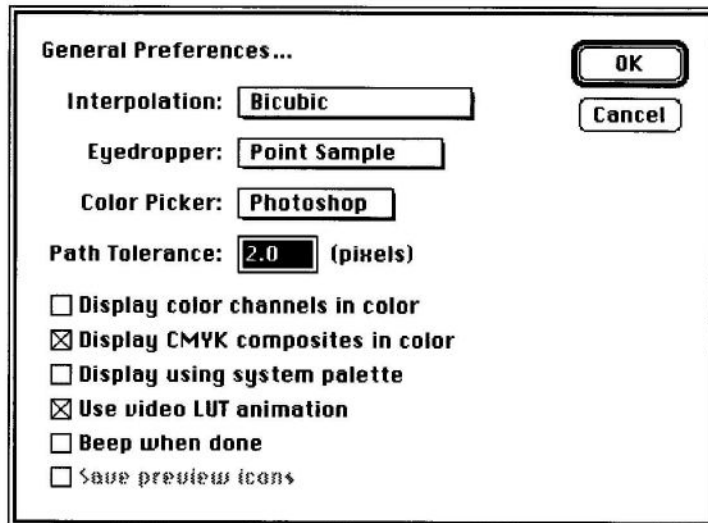 General Preferences...
OK
Interpolation: Bicubic
Cancel
Eyedropper: Point Sample
Color Picker: Photoshop
Path Tolerance: 2.0 (pixels)
Display color channels in color
Display CMYK composites in color
Display using system palette
Use video LUT animation
Beep when done
Save preview icons